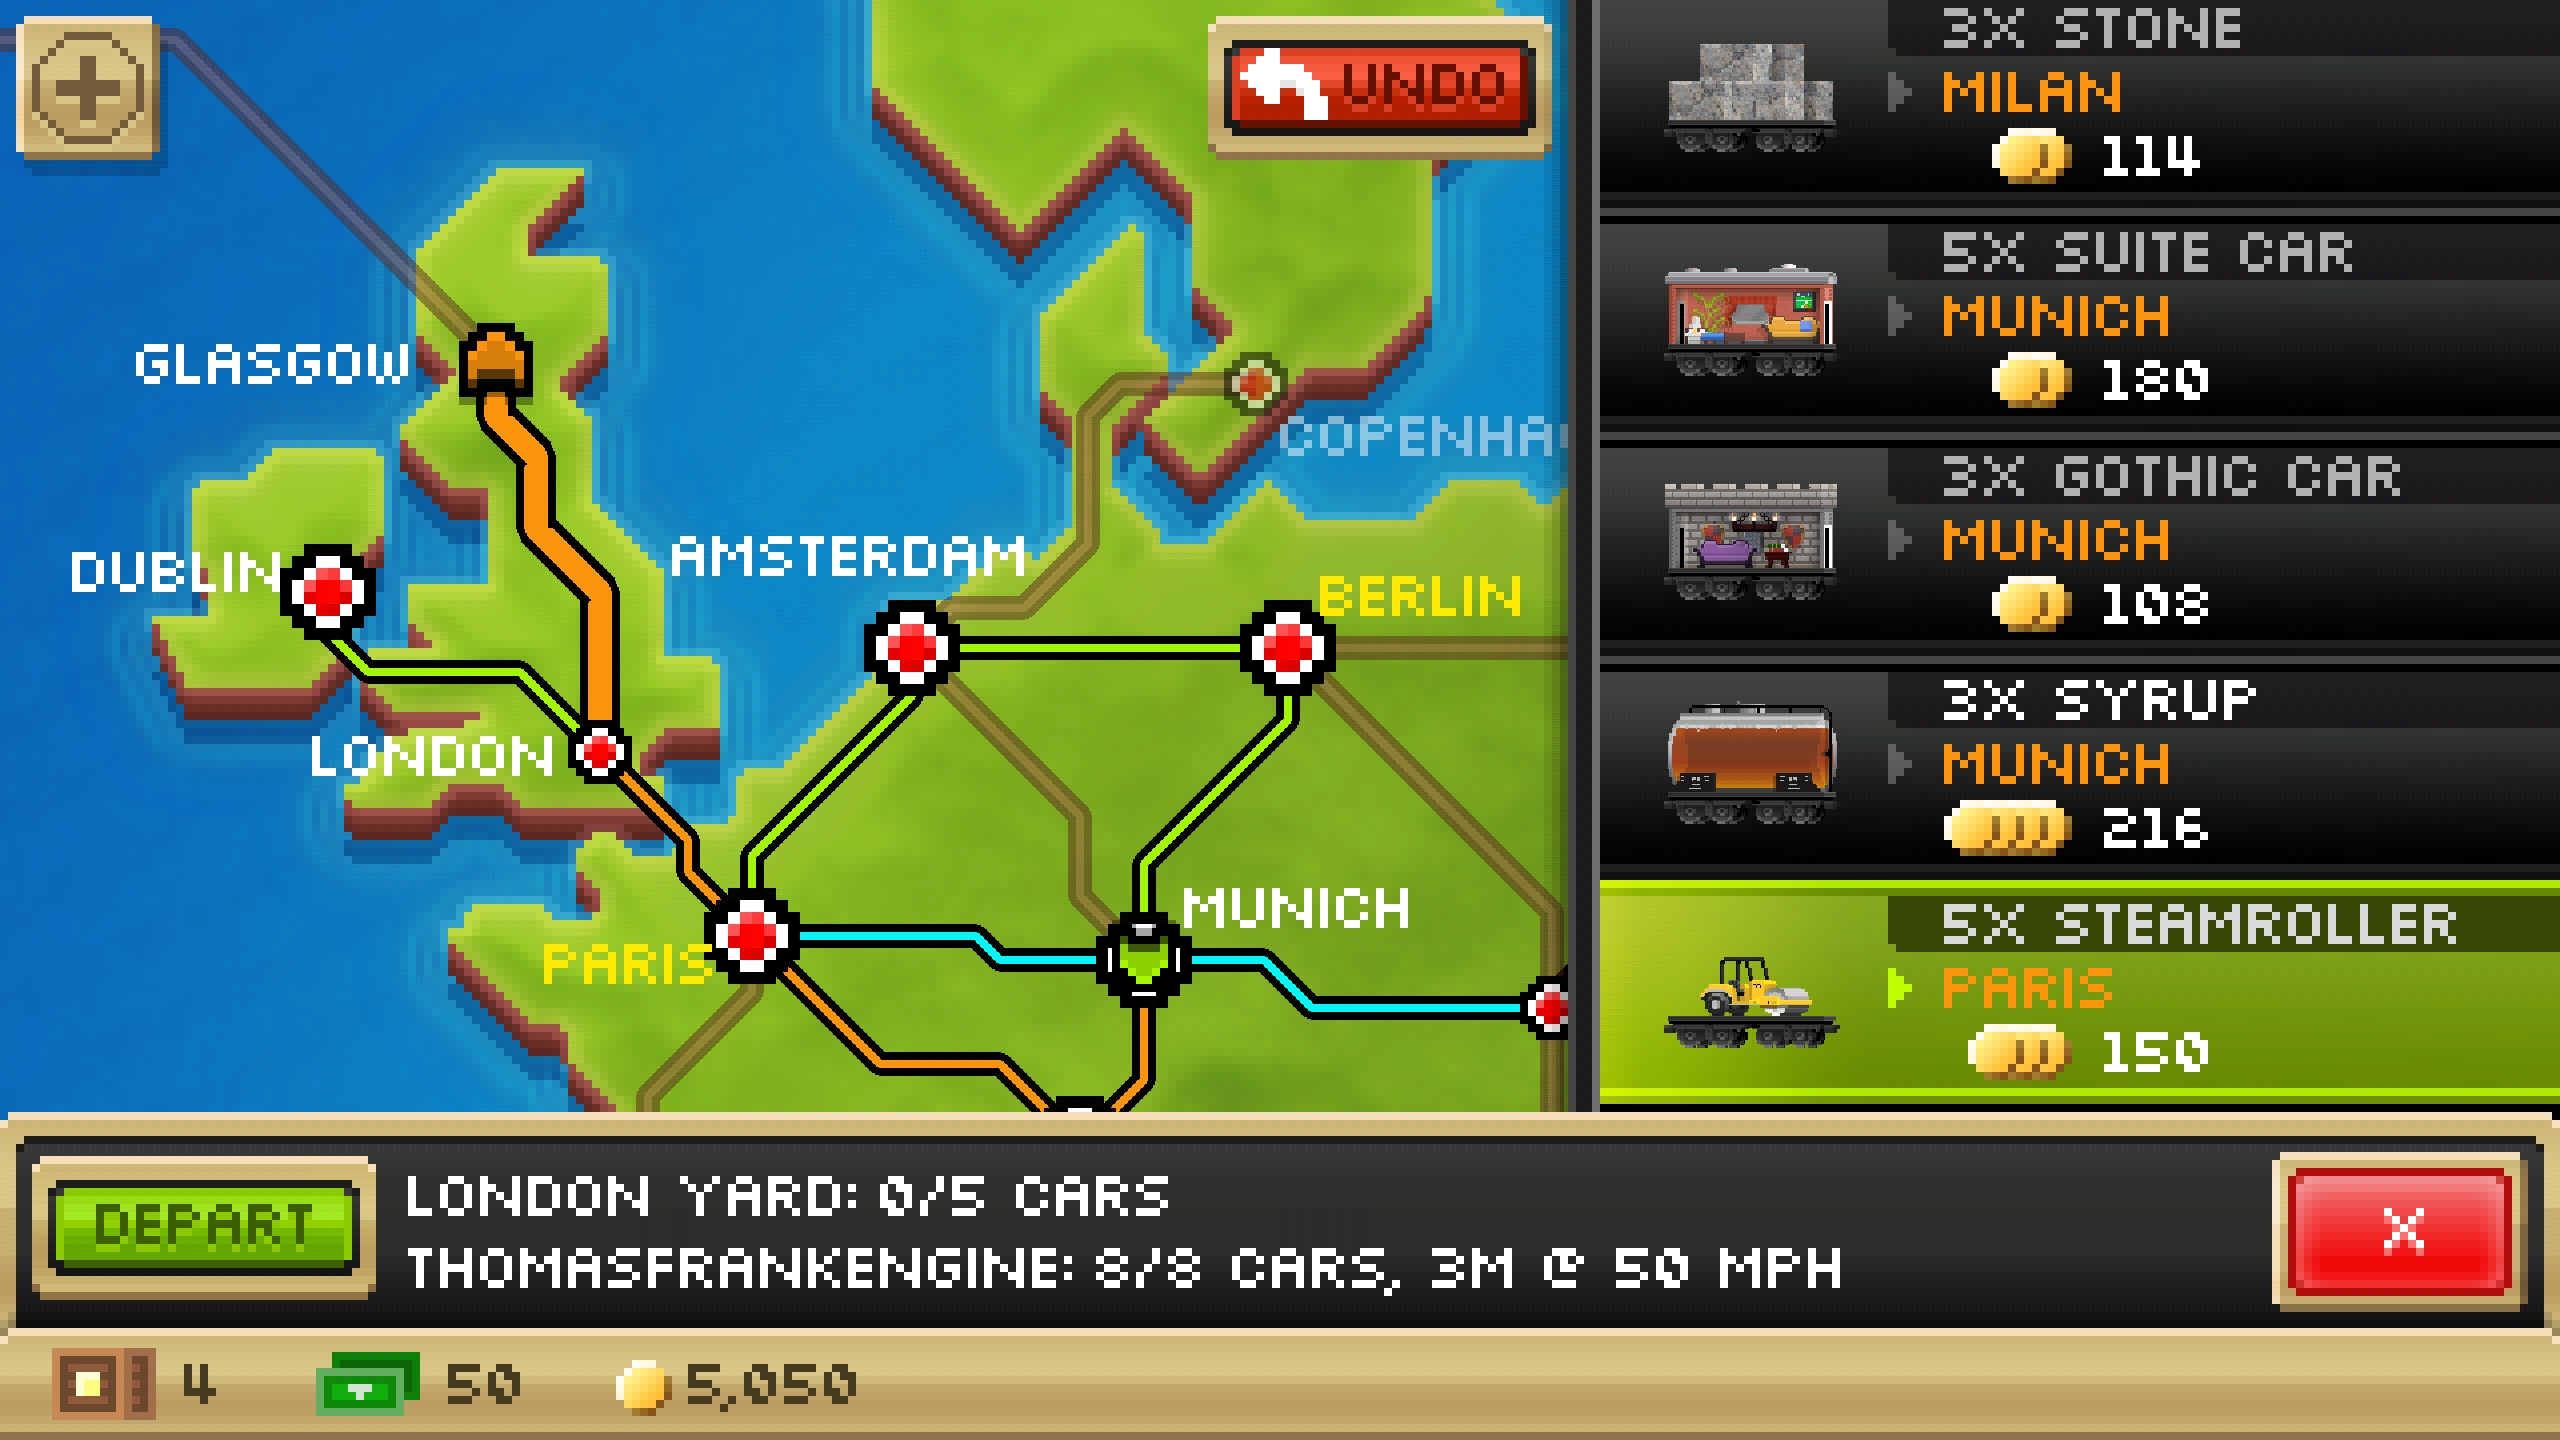 UNDO
GLASGOW
COPENHA
DUBLIN
AMSTERDAM
BERLIN
LONDON
MUNICH
PARIS
3X STONE
MILAN
114
5X SUITE CAR
MUNICH
180
3X GOTHIC CAR
MUNICH
108
3X SYRUP
MUNICH
216
5X STEAMROLLER
PARIS
150
DEPART
LONDON YARD: 0/5 CARS
THOMASFRANKENGINE: 8/8 CARS, 3M @ 50 MPH
X
4
50
5,050